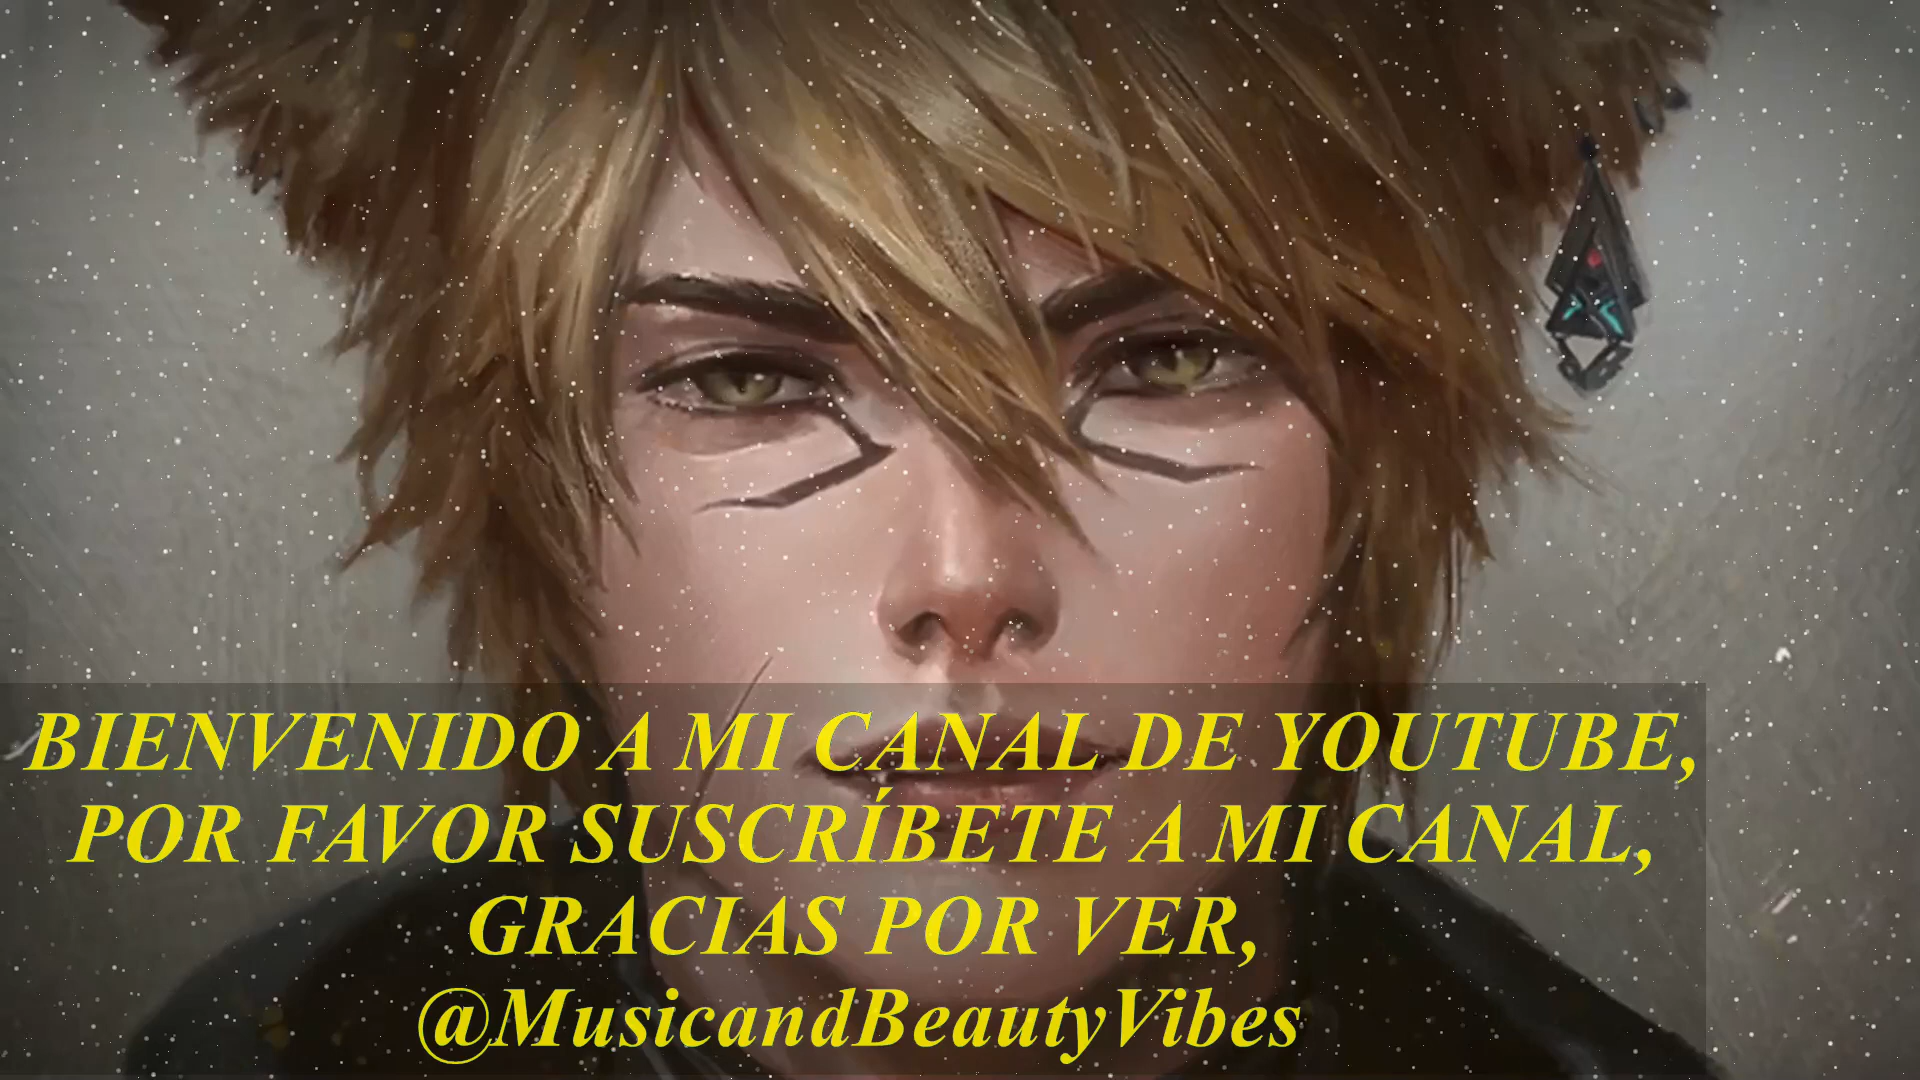 BIENVENIDO A MI CANAL DE YOUTUBE,
POR FAVOR SUSCRÍBETE A MI CANAL,
GRACIAS POR VER,
@MusicandBeautyVibes